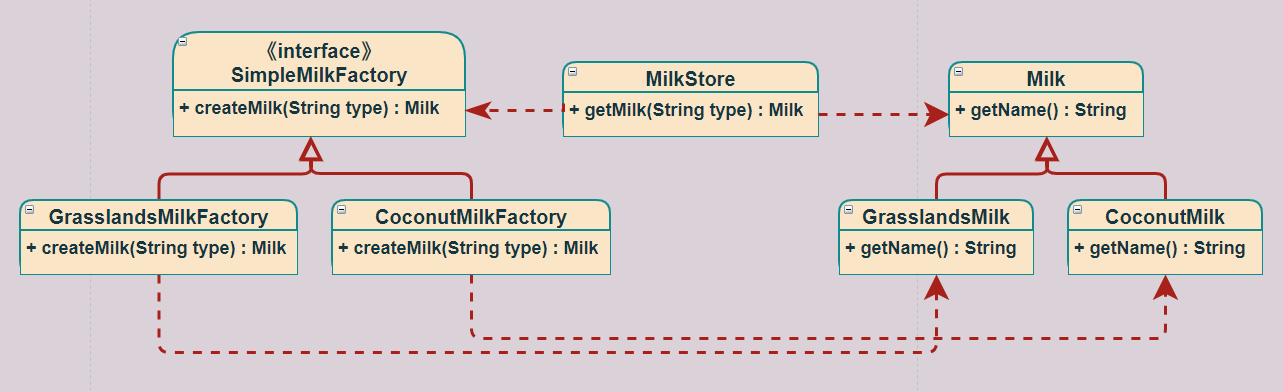 《interface》
SimpleMilkFactory
+ createMilk(String type) : Milk
MilkStore
+ getMilk(String type) : Milk
Milk
+ getName() : String
GrasslandsMilkFactory
+ createMilk(String type) : Milk
CoconutMilkFactory
+ createMilk(String type) : Milk
GrasslandsMilk
+ getName() : String
CoconutMilk
+ getName() : String